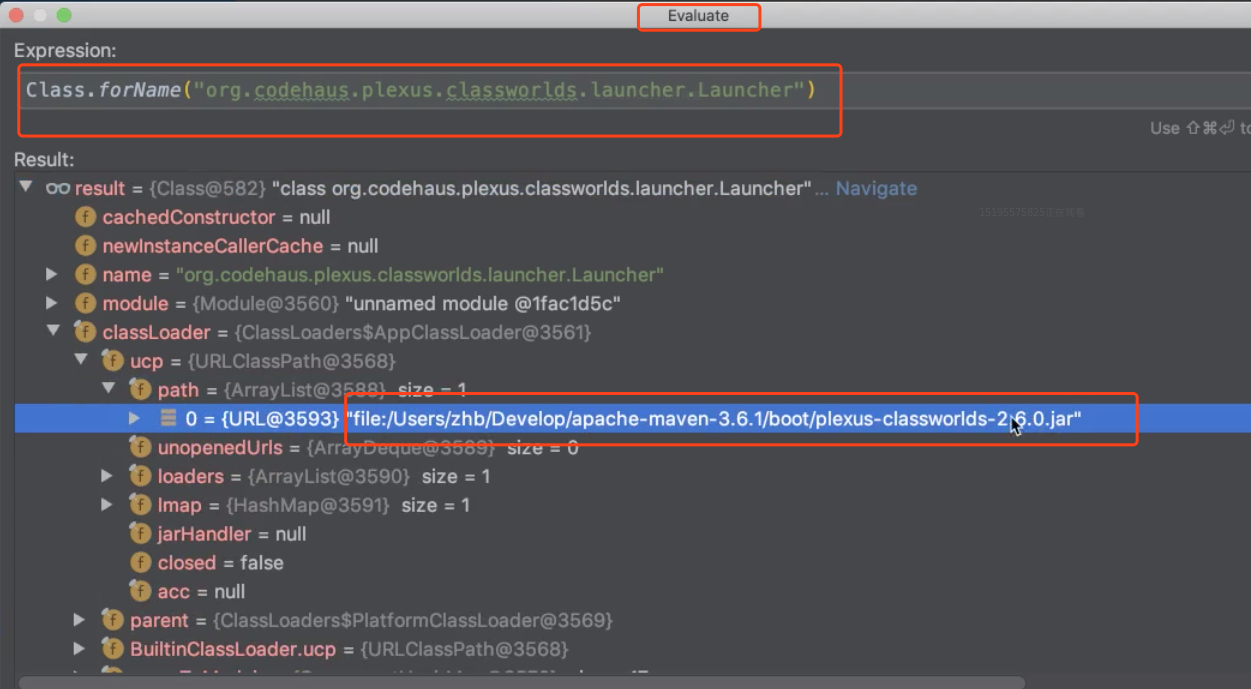 Evaluate
Expression:
Class.forName("org.codehaus.plexus.classworlds.launcher.Launcher")
Use ⇧⌘⏎ to
Result:
result = {Class@582} "class org.codehaus.plexus.classworlds.launcher.Launcher"... Navigate
f cachedConstructor = null
f newInstanceCallerCache = null
f name = "org.codehaus.plexus.classworlds.launcher.Launcher"
f module = {Module@3560} "unnamed module @1fac1d5c"
f classLoader = {ClassLoaders$AppClassLoader@3561}
f ucp = {URLClassPath@3568}
f path = {ArrayList@3588} size = 1
0 = {URL@3593} "file:/Users/zhb/Develop/apache-maven-3.6.1/boot/plexus-classworlds-2.6.0.jar"
f unopenedUrls = {ArrayDeque@3589} size = 0
f loaders = {ArrayList@3590} size = 1
f lmap = {HashMap@3591} size = 1
f jarHandler = null
f closed = false
f acc = null
f parent = {ClassLoaders$PlatformClassLoader@3569}
f BuiltinClassLoader.ucp = {URLClassPath@3568}